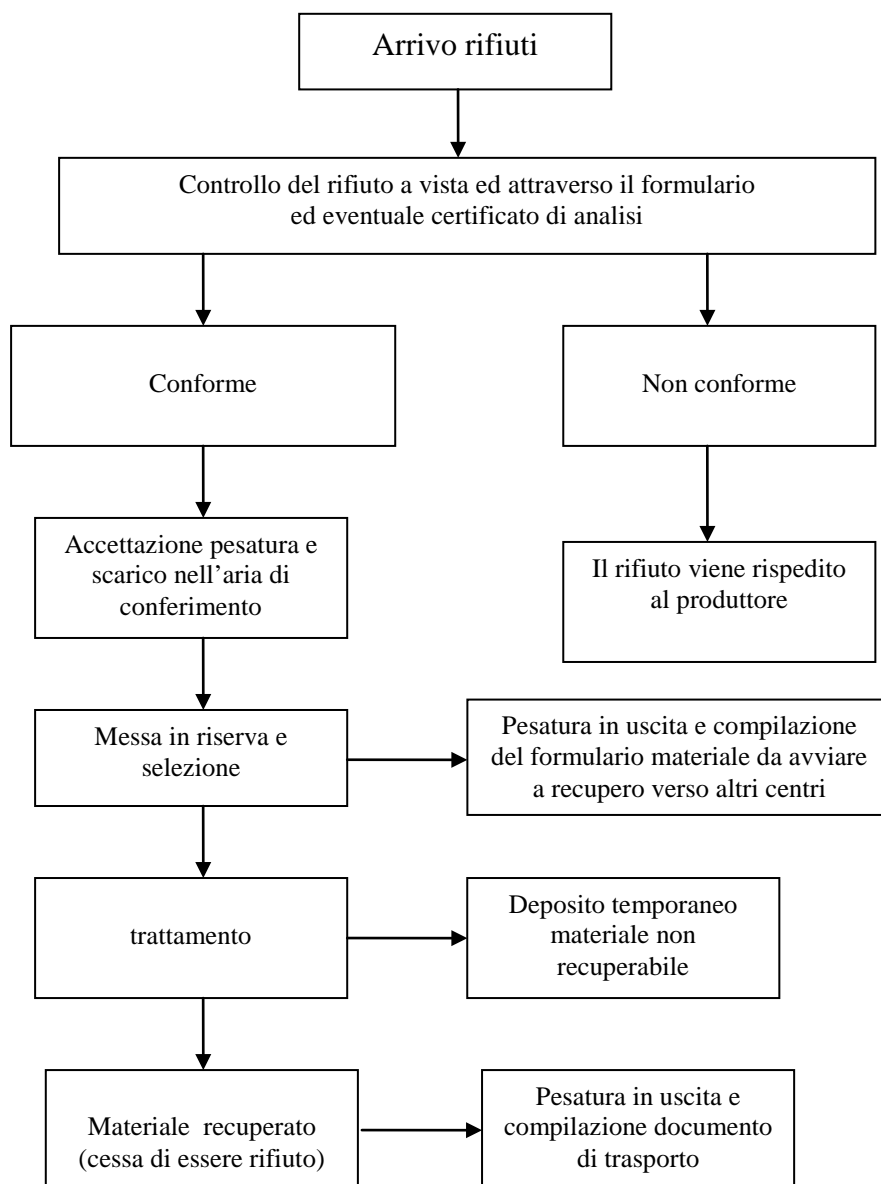 Arrivo rifiuti
Controllo del rifiuto a vista ed attraverso il formulario
ed eventuale certificato di analisi
Conforme
Non conforme
Accettazione pesatura e
scarico nell’aria di
conferimento
Il rifiuto viene rispedito
al produttore
Messa in riserva e
selezione
Pesatura in uscita e compilazione
del formulario materiale da avviare
a recupero verso altri centri
trattamento
Deposito temporaneo
materiale non
recuperabile
Materiale recuperato
(cessa di essere rifiuto)
Pesatura in uscita e
compilazione documento
di trasporto